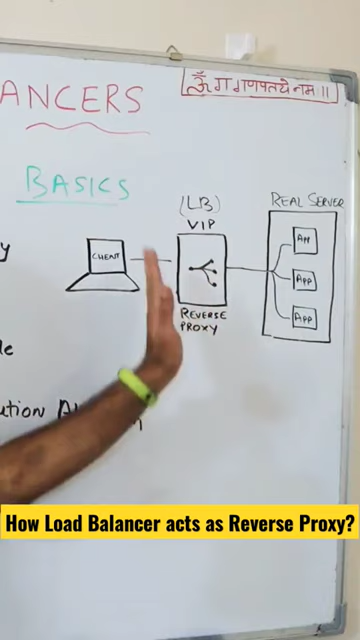 ANCERS
ॐ गं गणपतये नमः ॥
BASICS
(LB)
VIP
REAL SERVER
CLIENT
APP
APP
APP
REVERSE
PROXY
ution Al
How Load Balancer acts as Reverse Proxy?